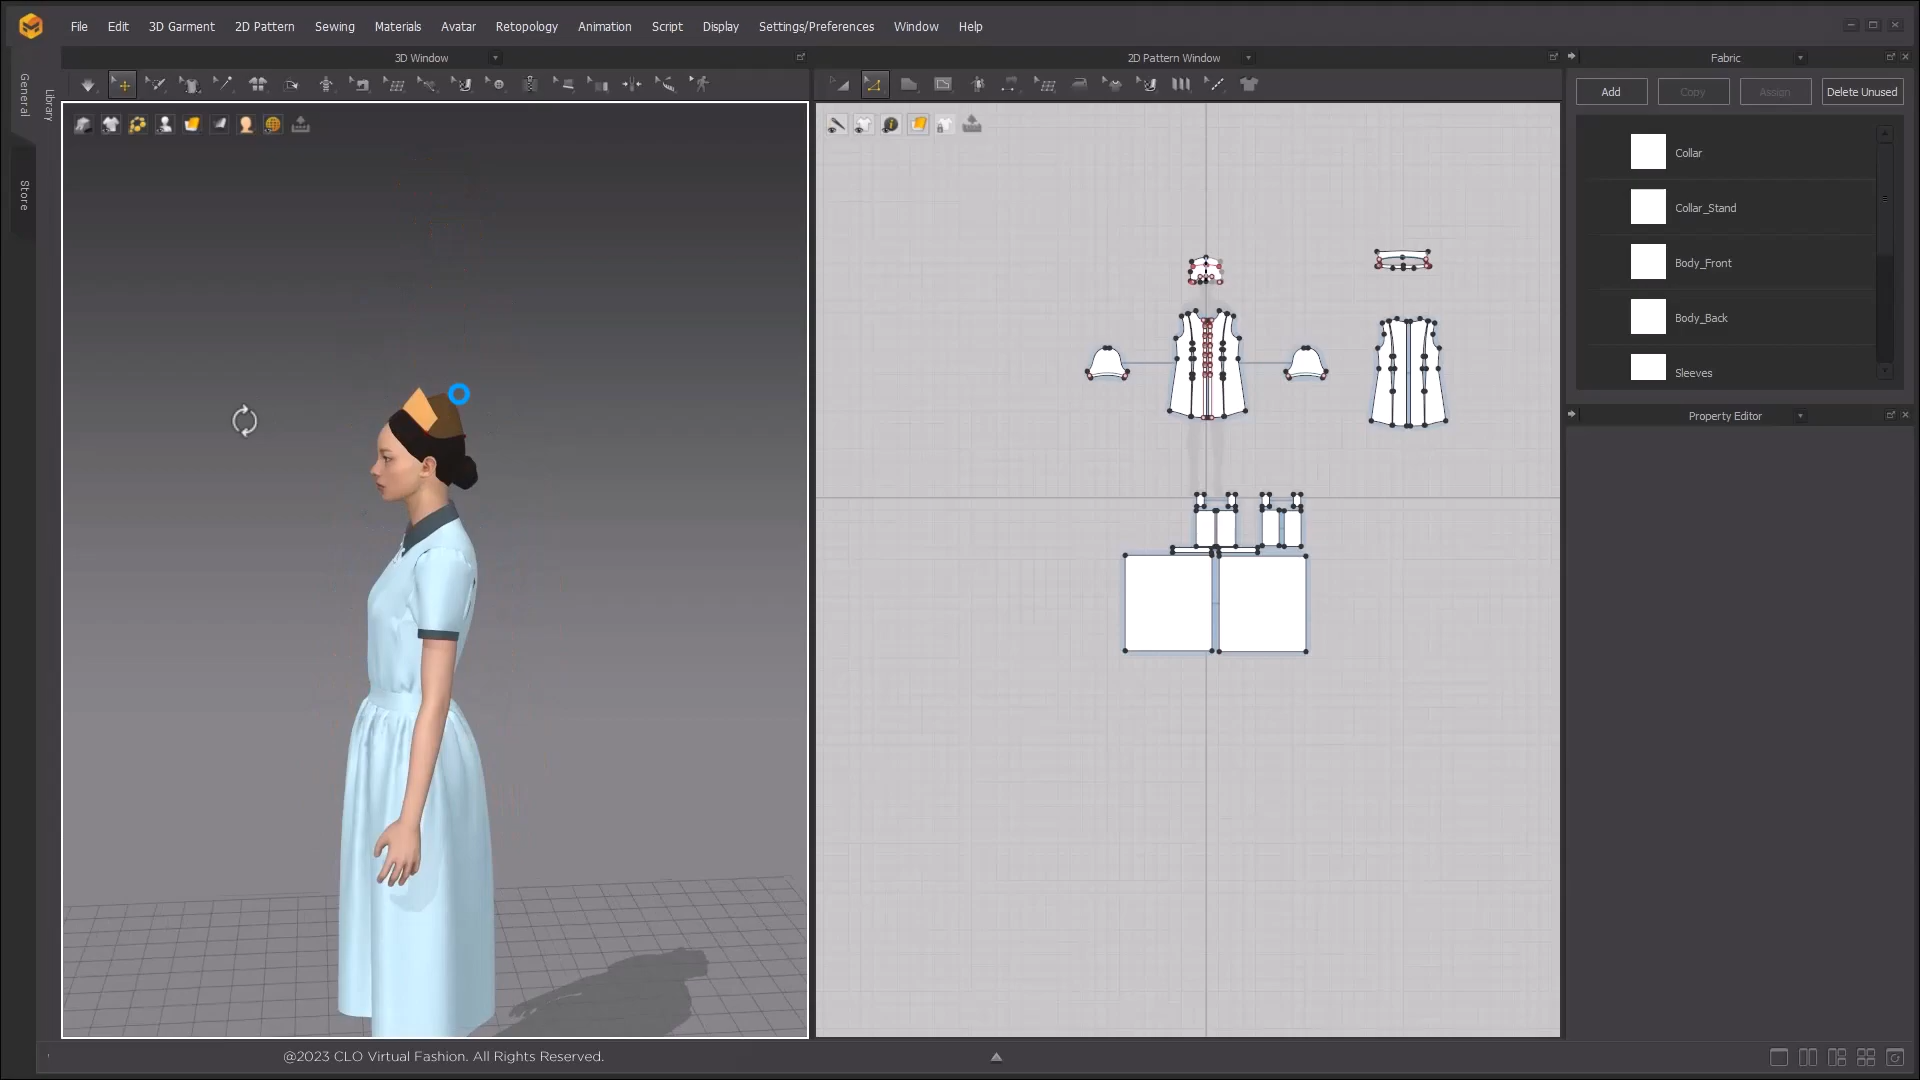 File Edit 3D Garment 2D Pattern Sewing Materials Avatar Retopology Animation Script Display Settings/Preferences Window Help
3D Window
2D Pattern Window
Fabric
General
Library
Store
Add Copy Assign Delete Unused
Collar
Collar_Stand
Body_Front
Body_Back
Sleeves
Property Editor
@2023 CLO Virtual Fashion. All Rights Reserved.